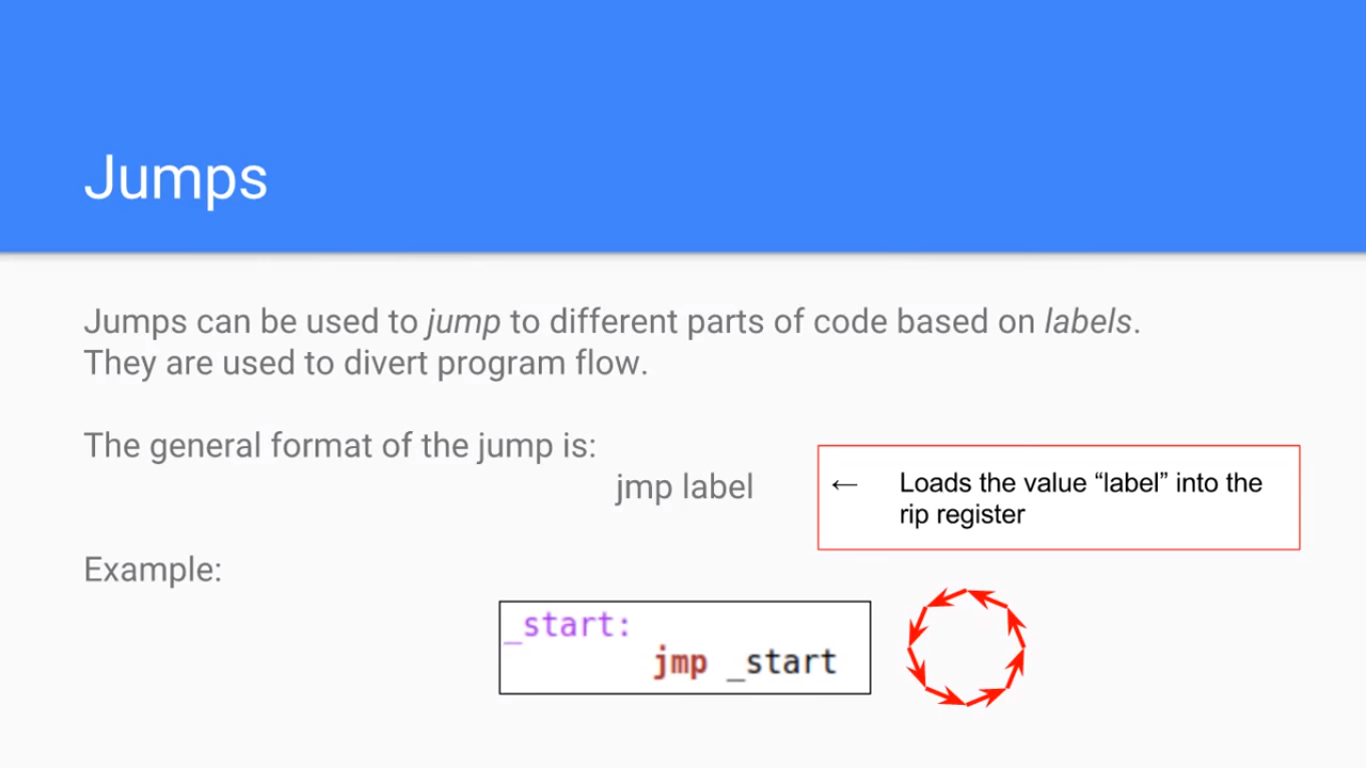 Jumps
Jumps can be used to jump to different parts of code based on labels.
They are used to divert program flow.
The general format of the jump is:
jmp label
← Loads the value “label” into the
rip register
Example:
_start:
jmp _start